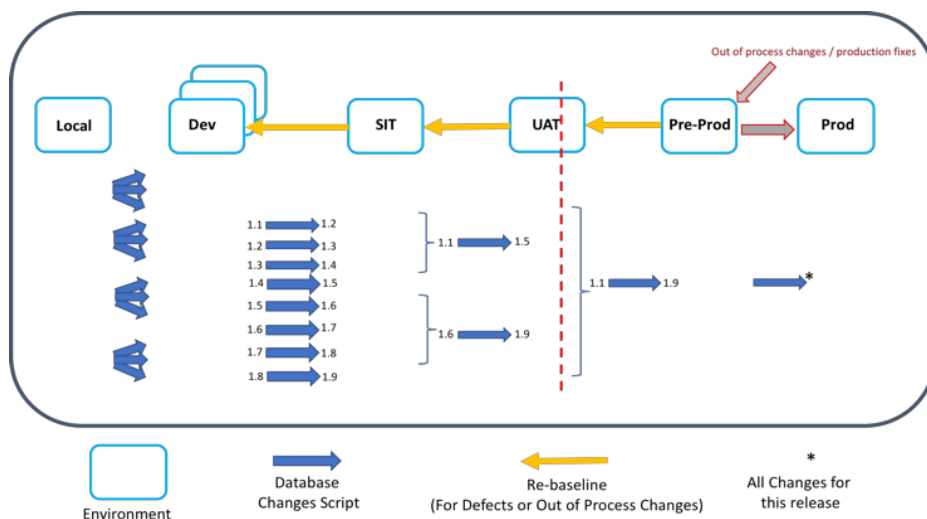 Out of process changes / production fixes
Local
Dev
SIT
UAT
Pre-Prod
Prod
1.1 1.2
1.2 1.3
1.3 1.4
1.4 1.5
1.5 1.6
1.6 1.7
1.7 1.8
1.8 1.9
1.1 1.5
1.6 1.9
1.1 1.9
*
Environment
Database
Changes Script
Re-baseline
(For Defects or Out of Process Changes)
*
All Changes for
this release